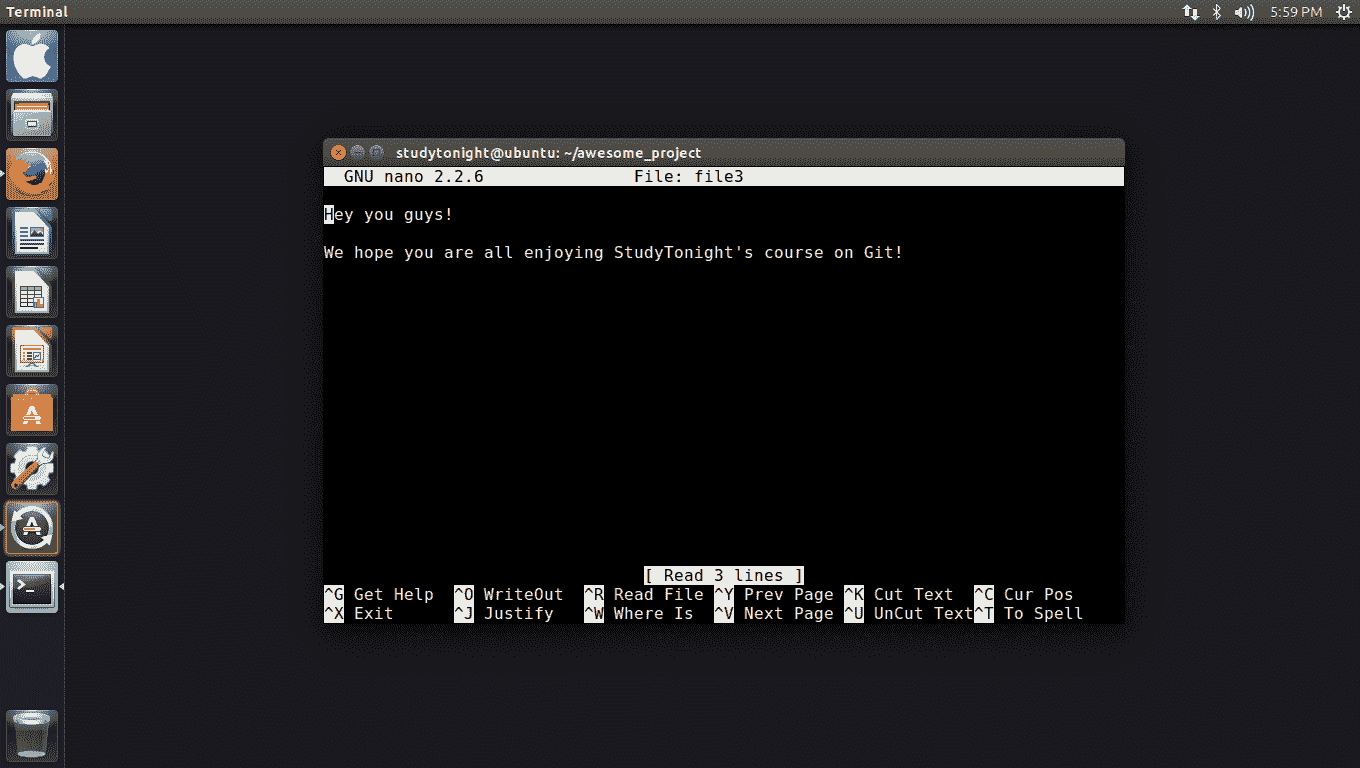 Terminal
5:59 PM
studytonight@ubuntu: ~/awesome_project
GNU nano 2.2.6 File: file3
Hey you guys!
We hope you are all enjoying StudyTonight's course on Git!
[ Read 3 lines ]
^G Get Help ^O WriteOut ^R Read File ^Y Prev Page ^K Cut Text ^C Cur Pos
^X Exit ^J Justify ^W Where Is ^V Next Page ^U UnCut Text ^T To Spell